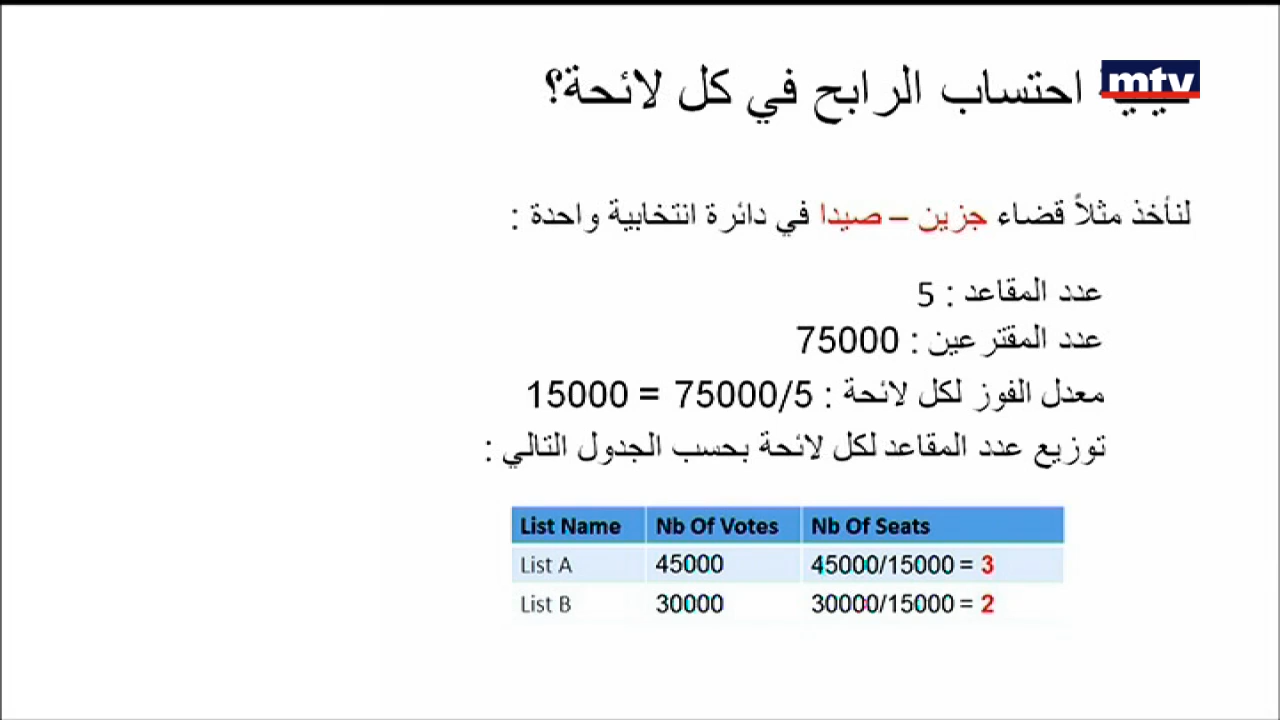 mtv
احتساب الرابح في كل لائحة؟
لنأخذ مثلاً قضاء جزين – صيدا في دائرة انتخابية واحدة :
عدد المقاعد : 5
عدد المقترعين : 75000
معدل الفوز لكل لائحة : 75000/5 = 15000
توزيع عدد المقاعد لكل لائحة بحسب الجدول التالي :
List Name Nb Of Votes Nb Of Seats
List A 45000 45000/15000 = 3
List B 30000 30000/15000 = 2